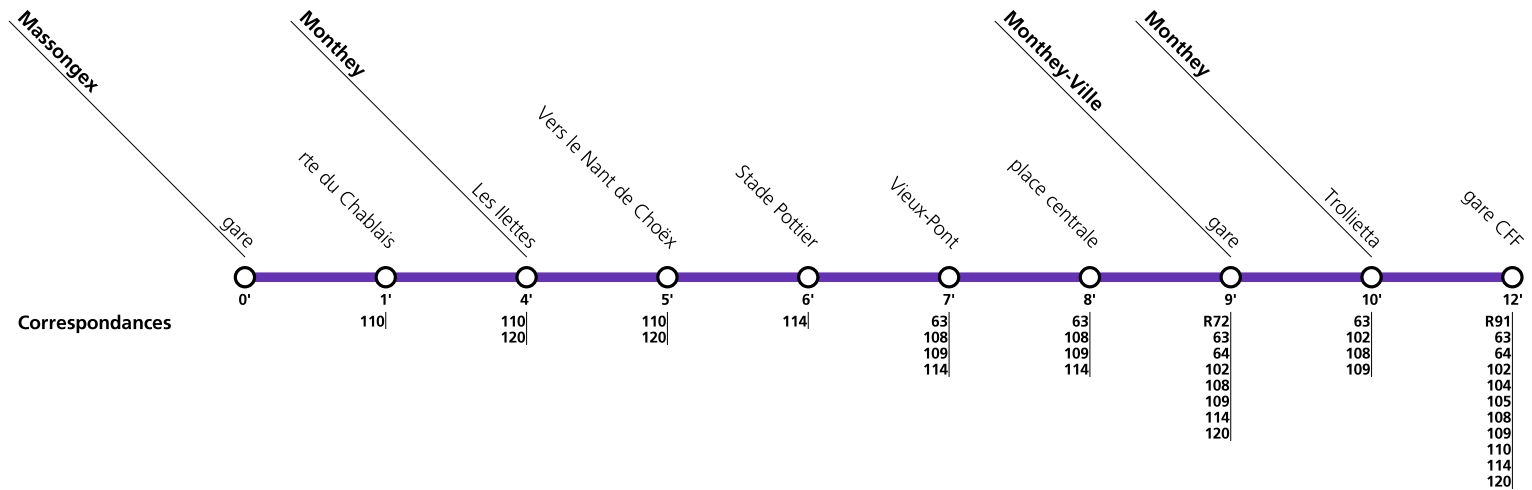 Massongex
gare
rte du Chablais
Monthey
Les Ilettes
Vers le Nant de Choëx
Stade Pottier
Vieux-Pont
place centrale
Monthey-Ville
gare
Monthey
Trollietta
gare CFF
0' 1' 4' 5' 6' 7' 8' 9' 10' 12'
Correspondances 110 110 110 114 63 63 R72 63 R91
120 120 108 108 63 102 63
109 109 64 108 64
114 114 102 109 102
108 104
109 105
114 108
120 109
110
114
120